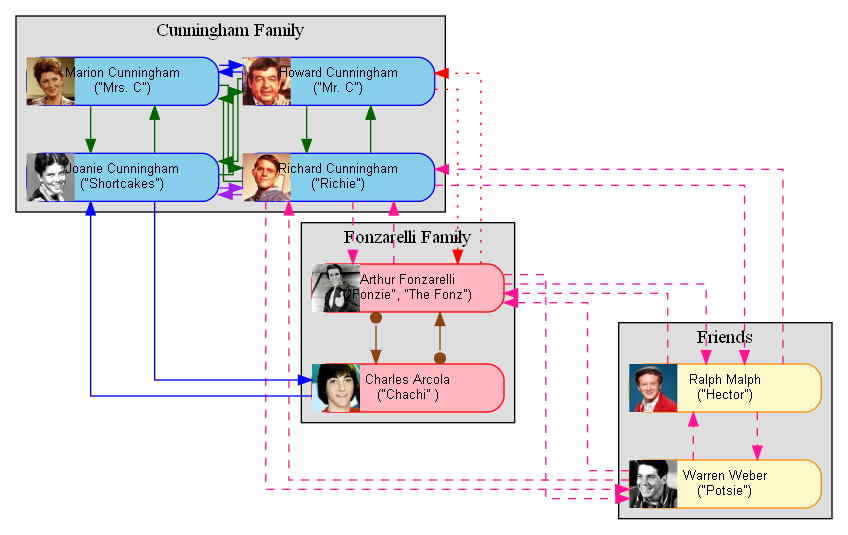 Cunningham Family
Marion Cunningham
("Mrs. C")
Howard Cunningham
("Mr. C")
Joanie Cunningham
("Shortcakes")
Richard Cunningham
("Richie")
Fonzarelli Family
Arthur Fonzarelli
("Fonzie", "The Fonz")
Charles Arcola
("Chachi" )
Friends
Ralph Malph
("Hector")
Warren Weber
("Potsie")